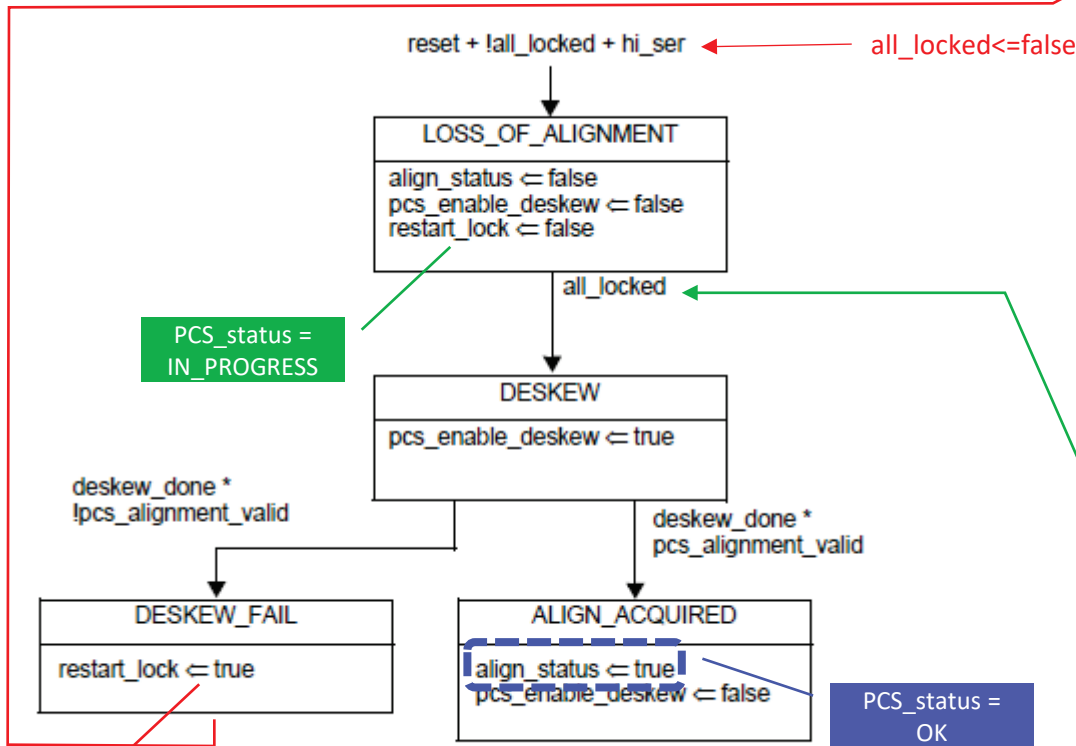 reset + !all_locked + hi_ser
all_locked<=false
LOSS_OF_ALIGNMENT
align_status ⇐ false
pcs_enable_deskew ⇐ false
restart_lock ⇐ false
all_locked
PCS_status =
IN_PROGRESS
DESKEW
pcs_enable_deskew ⇐ true
deskew_done *
!pcs_alignment_valid
deskew_done *
pcs_alignment_valid
DESKEW_FAIL
restart_lock ⇐ true
ALIGN_ACQUIRED
align_status ⇐ true
pcs_enable_deskew ⇐ false
PCS_status =
OK